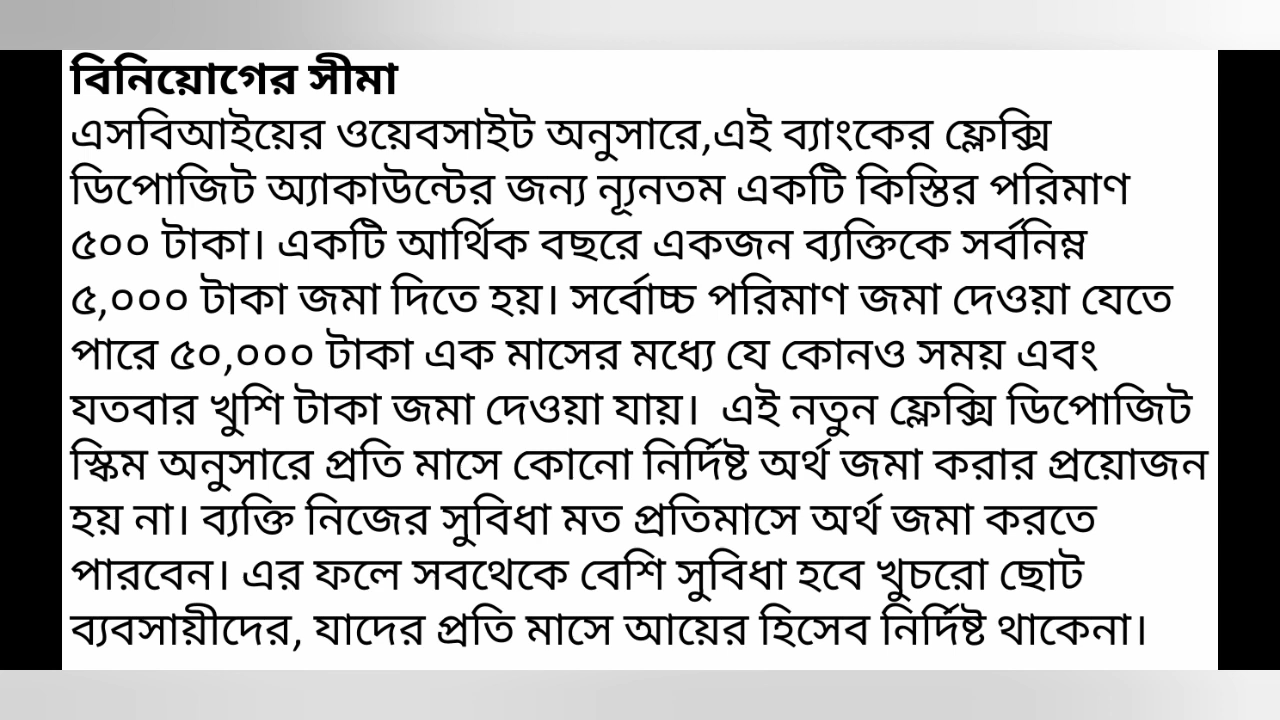 বিনিয়োগের সীমা
এসবিআইয়ের ওয়েবসাইট অনুসারে,এই ব্যাংকের ফ্লেক্সি
ডিপোজিট অ্যাকাউন্টের জন্য ন্যূনতম একটি কিস্তির পরিমাণ
৫০০ টাকা। একটি আর্থিক বছরে একজন ব্যক্তিকে সর্বনিম্ন
৫,০০০ টাকা জমা দিতে হয়। সর্বোচ্চ পরিমাণ জমা দেওয়া যেতে
পারে ৫০,০০০ টাকা এক মাসের মধ্যে যে কোনও সময় এবং
যতবার খুশি টাকা জমা দেওয়া যায়। এই নতুন ফ্লেক্সি ডিপোজিট
স্কিম অনুসারে প্রতি মাসে কোনো নির্দিষ্ট অর্থ জমা করার প্রয়োজন
হয় না। ব্যক্তি নিজের সুবিধা মত প্রতিমাসে অর্থ জমা করতে
পারবেন। এর ফলে সবথেকে বেশি সুবিধা হবে খুচরো ছোট
ব্যবসায়ীদের, যাদের প্রতি মাসে আয়ের হিসেব নির্দিষ্ট থাকেনা।